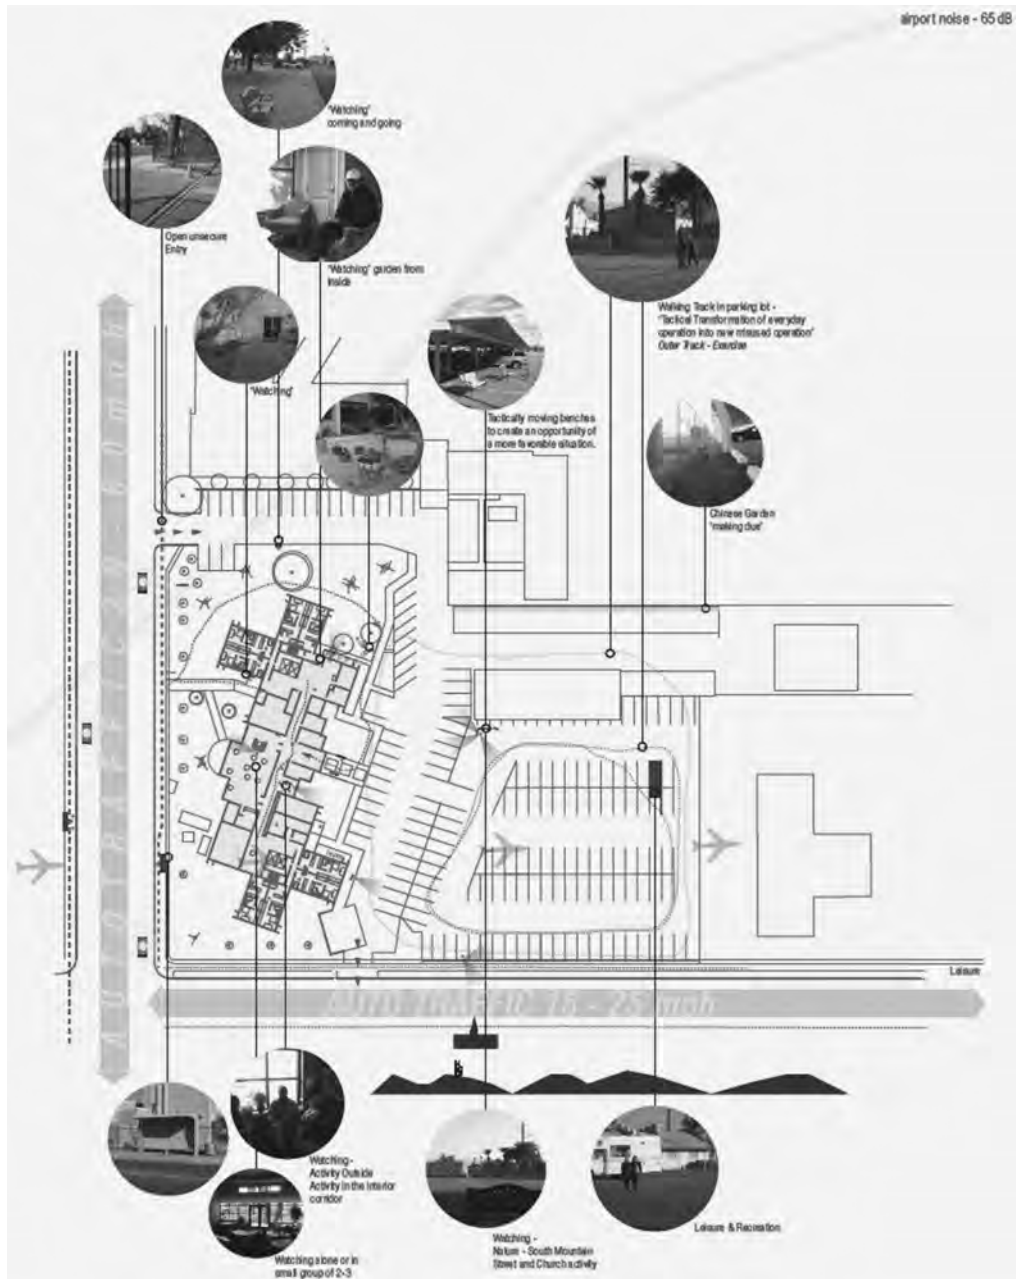 airport noise - 65 dB
'Watching'
coming and going
Open unsecure
Entry
'Watching' garden from
inside
'Watching'
Walking Track in parking lot -
'Tactical Transformation of everyday
operation into new misused operation'
Outer Track - Exercise
Tactically moving benches
to create an opportunity of
a more favorable situation.
Chinese Garden
'making due'
Leisure
AUTO TRAFFIC
AUTO TRAFFIC 15 - 25 mph
Watching -
Activity Outside
Activity in the interior
corridor
Watching alone or in
small group of 2-3
Watching -
Nature - South Mountain
Street and Church activity
Leisure & Recreation